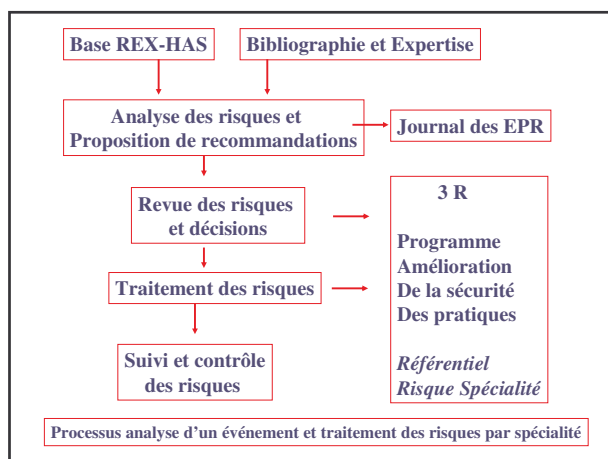 Base REX-HAS
Bibliographie et Expertise
Analyse des risques et
Proposition de recommandations
Journal des EPR
Revue des risques
et décisions
3 R
Programme
Amélioration
De la sécurité
Des pratiques
Référentiel
Risque Spécialité
Traitement des risques
Suivi et contrôle
des risques
Processus analyse d'un événement et traitement des risques par spécialité